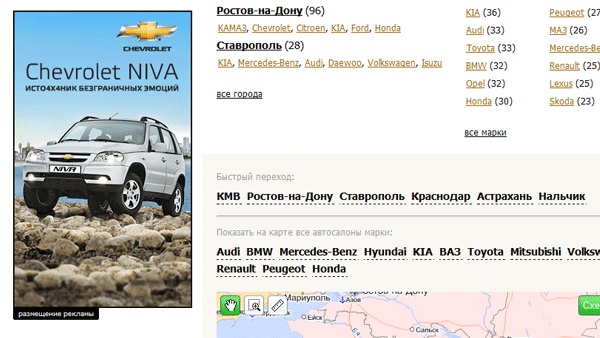 CHEVROLET
Chevrolet NIVA
ИСТО4Х4НИК БЕЗГРАНИЧНЫХ ЭМОЦИЙ
NIVA
размещение рекламы
Ростов-на-Дону (96)
КАМАЗ, Chevrolet, Citroen, KIA, Ford, Honda
Ставрополь (28)
KIA, Mercedes-Benz, Audi, Daewoo, Volkswagen, Isuzu
все города
KIA (36)
Audi (33)
Toyota (33)
BMW (32)
Opel (32)
Honda (30)
Peugeot (27)
МАЗ (26)
Mercedes-Be
Renault (25)
Lexus (25)
Skoda (23)
все марки
Быстрый переход:
КМВ Ростов-на-Дону Ставрополь Краснодар Астрахань Нальчик
Показать на карте все автосалоны марки:
Audi BMW Mercedes-Benz Hyundai KIA ВАЗ Toyota Mitsubishi Volksw
Renault Peugeot Honda
Мариуполь
Азов
Ейск
Сальск
Схе